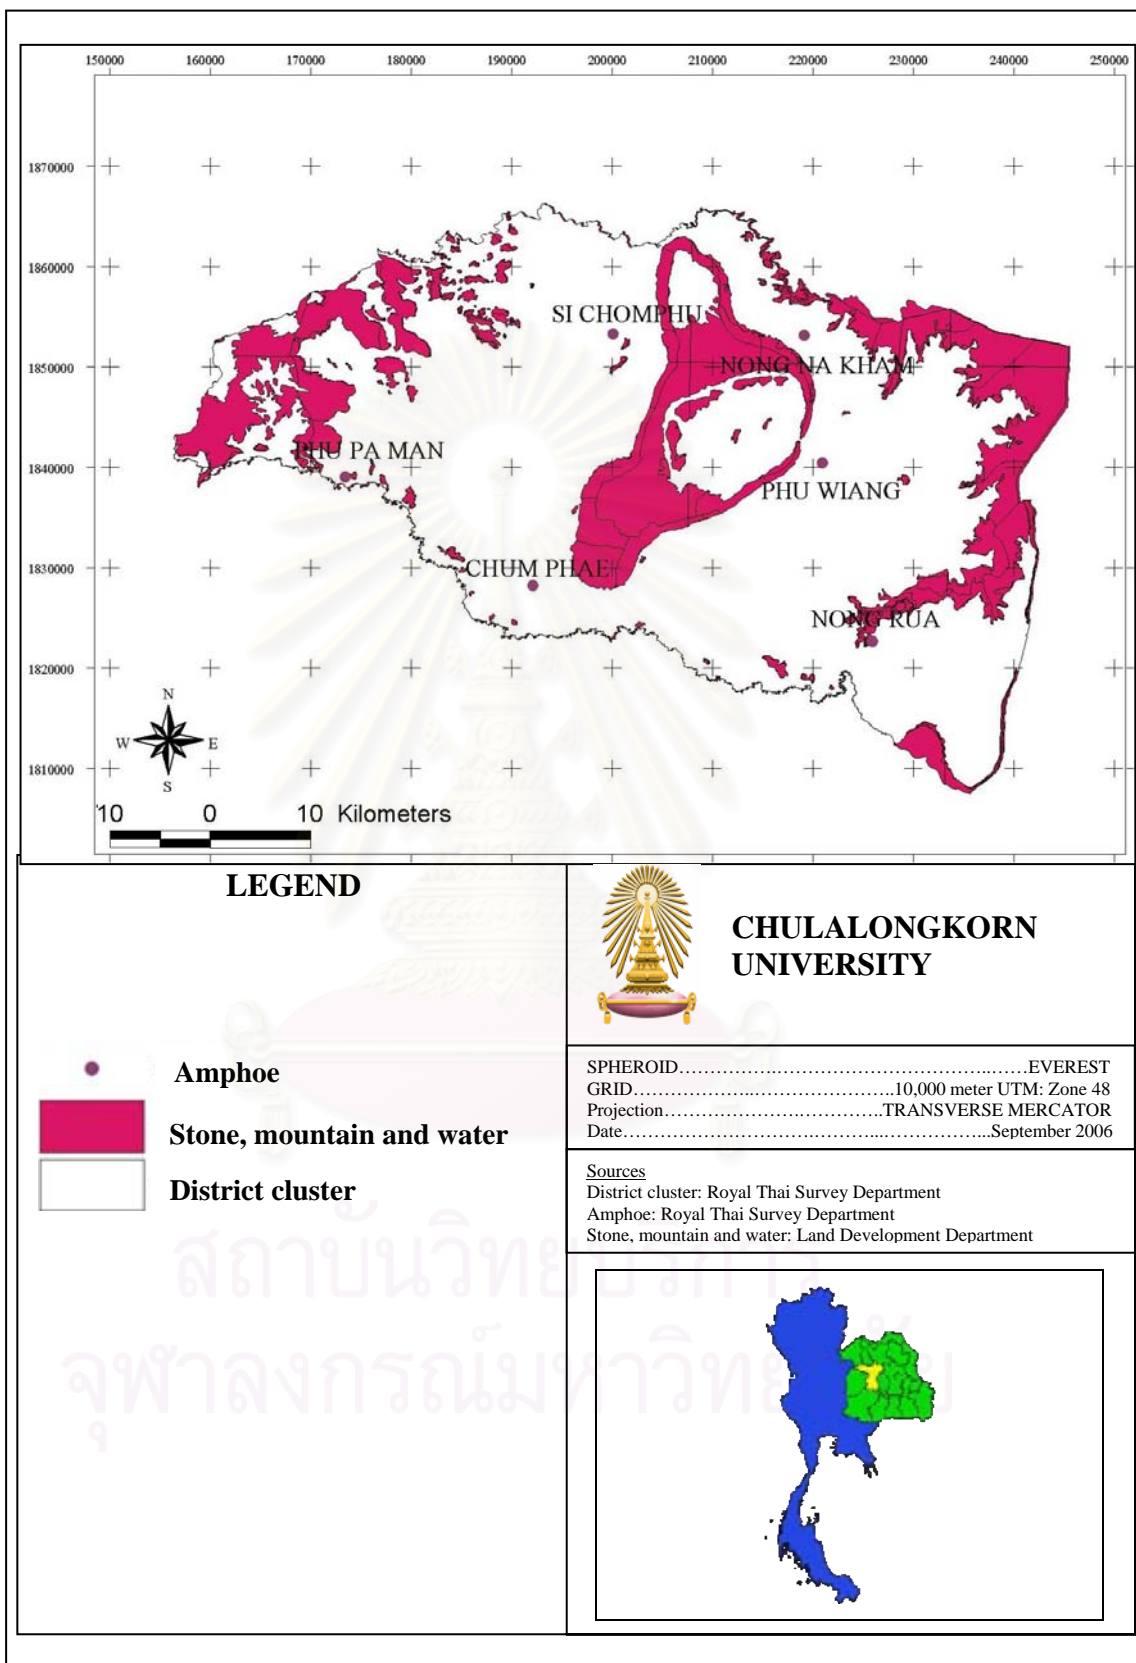 150000 160000 170000 180000 190000 200000 210000 220000 230000 240000 250000
1870000
1860000
SI CHOMPHU
1850000
NONG NA KHAM
PHU PA MAN
1840000
PHU WIANG
1830000
CHUM PHAE
NONG RUA
1820000
N
W E
S
1810000
10 0 10 Kilometers
LEGEND
Amphoe
Stone, mountain and water
District cluster
CHULALONGKORN
UNIVERSITY
SPHEROID……………………………………………………EVEREST
GRID……………………………………..10,000 meter UTM: Zone 48
Projection……………………………….TRANSVERSE MERCATOR
Date………………………………………………...September 2006
Sources
District cluster: Royal Thai Survey Department
Amphoe: Royal Thai Survey Department
Stone, mountain and water: Land Development Department
สถาบันวิทยบริการ
จุฬาลงกรณ์มหาวิทยาลัย